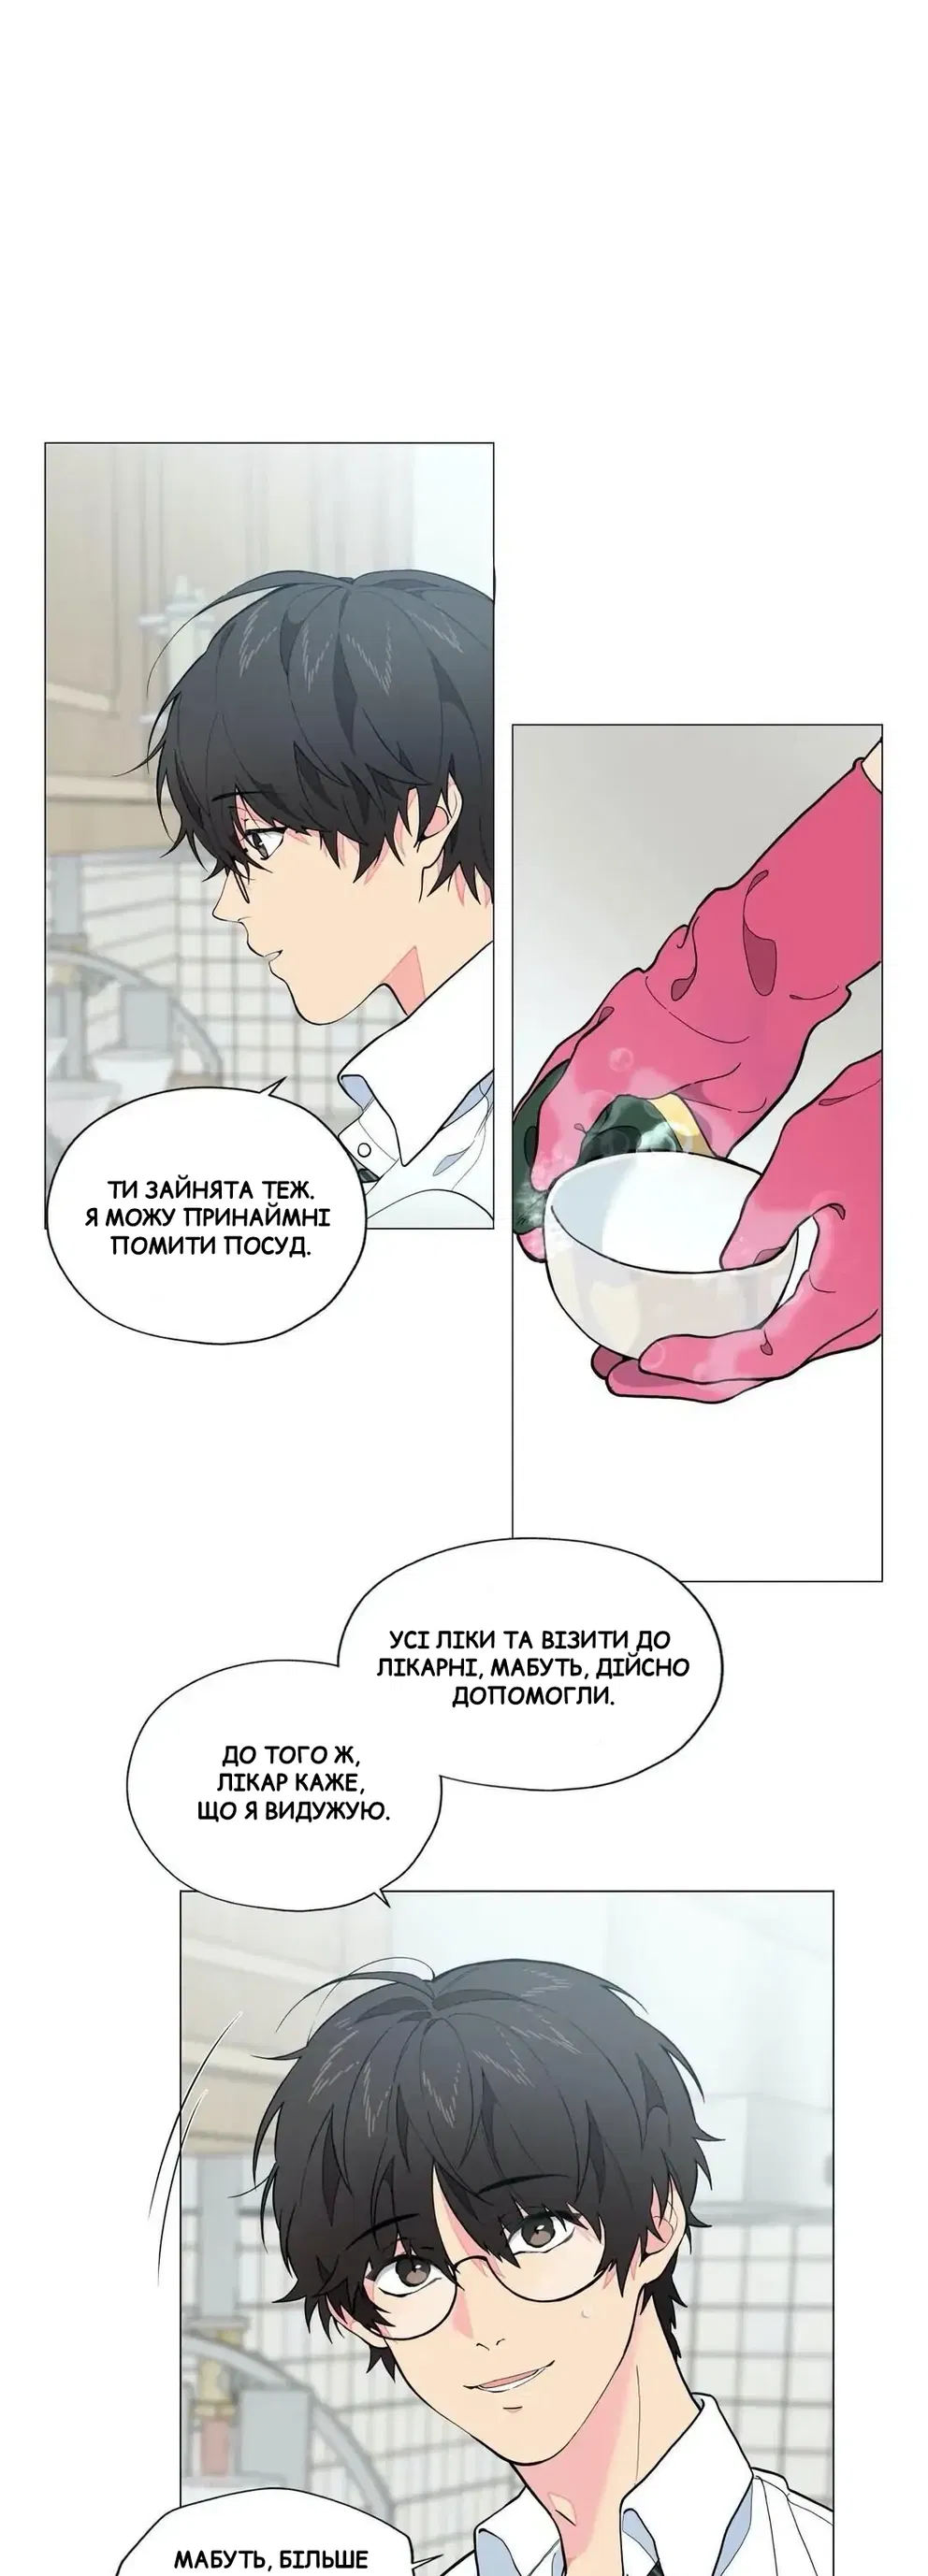 ТИ ЗАЙНЯТА ТЕЖ.
Я МОЖУ ПРИНАЙМНІ
ПОМИТИ ПОСУД.
УСІ ЛІКИ ТА ВІЗИТИ ДО
ЛІКАРНІ, МАБУТЬ, ДІЙСНО
ДОПОМОГЛИ.
ДО ТОГО Ж,
ЛІКАР КАЖЕ,
ЩО Я ВИДУЖУЮ.
МАБУТЬ, БІЛЬШЕ